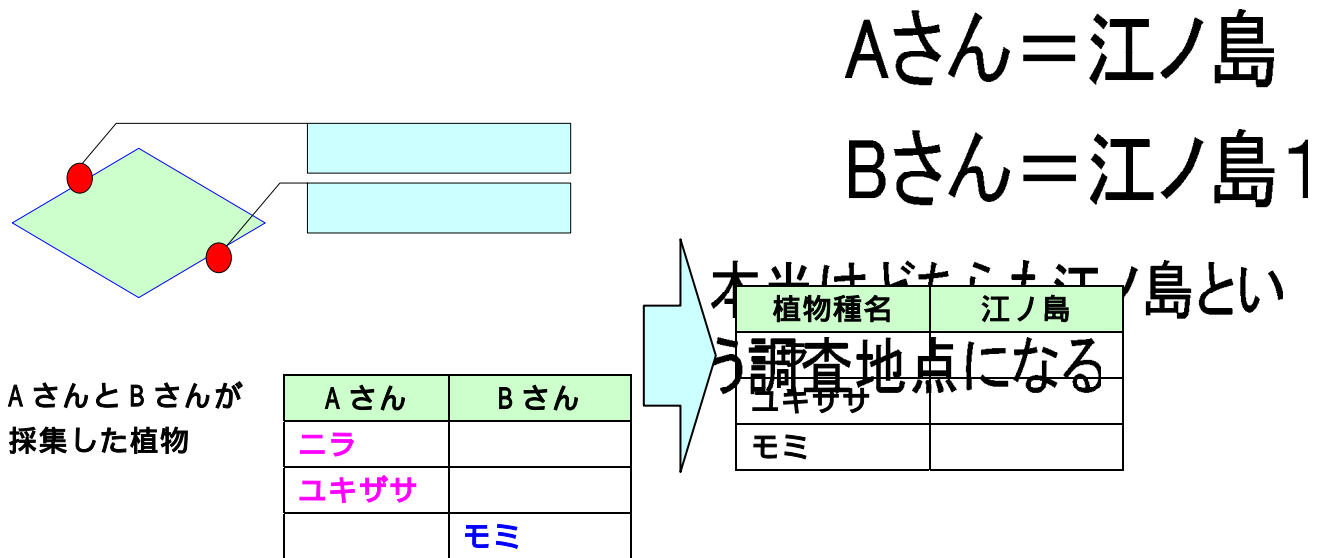 Aさん＝江ノ島
Bさん＝江ノ島1
本当はどちらも江ノ島とい
う調査地点になる
植物種名 江ノ島
ユキザサ
モミ
AさんとBさんが
採集した植物
Aさん Bさん
ニラ
ユキザサ
モミ